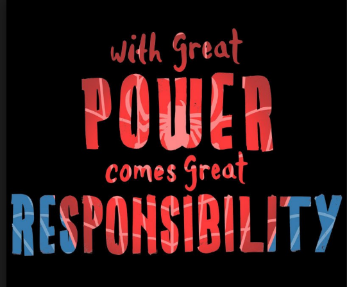 with Great
POWER
comes Great
RESPONSIBILITY